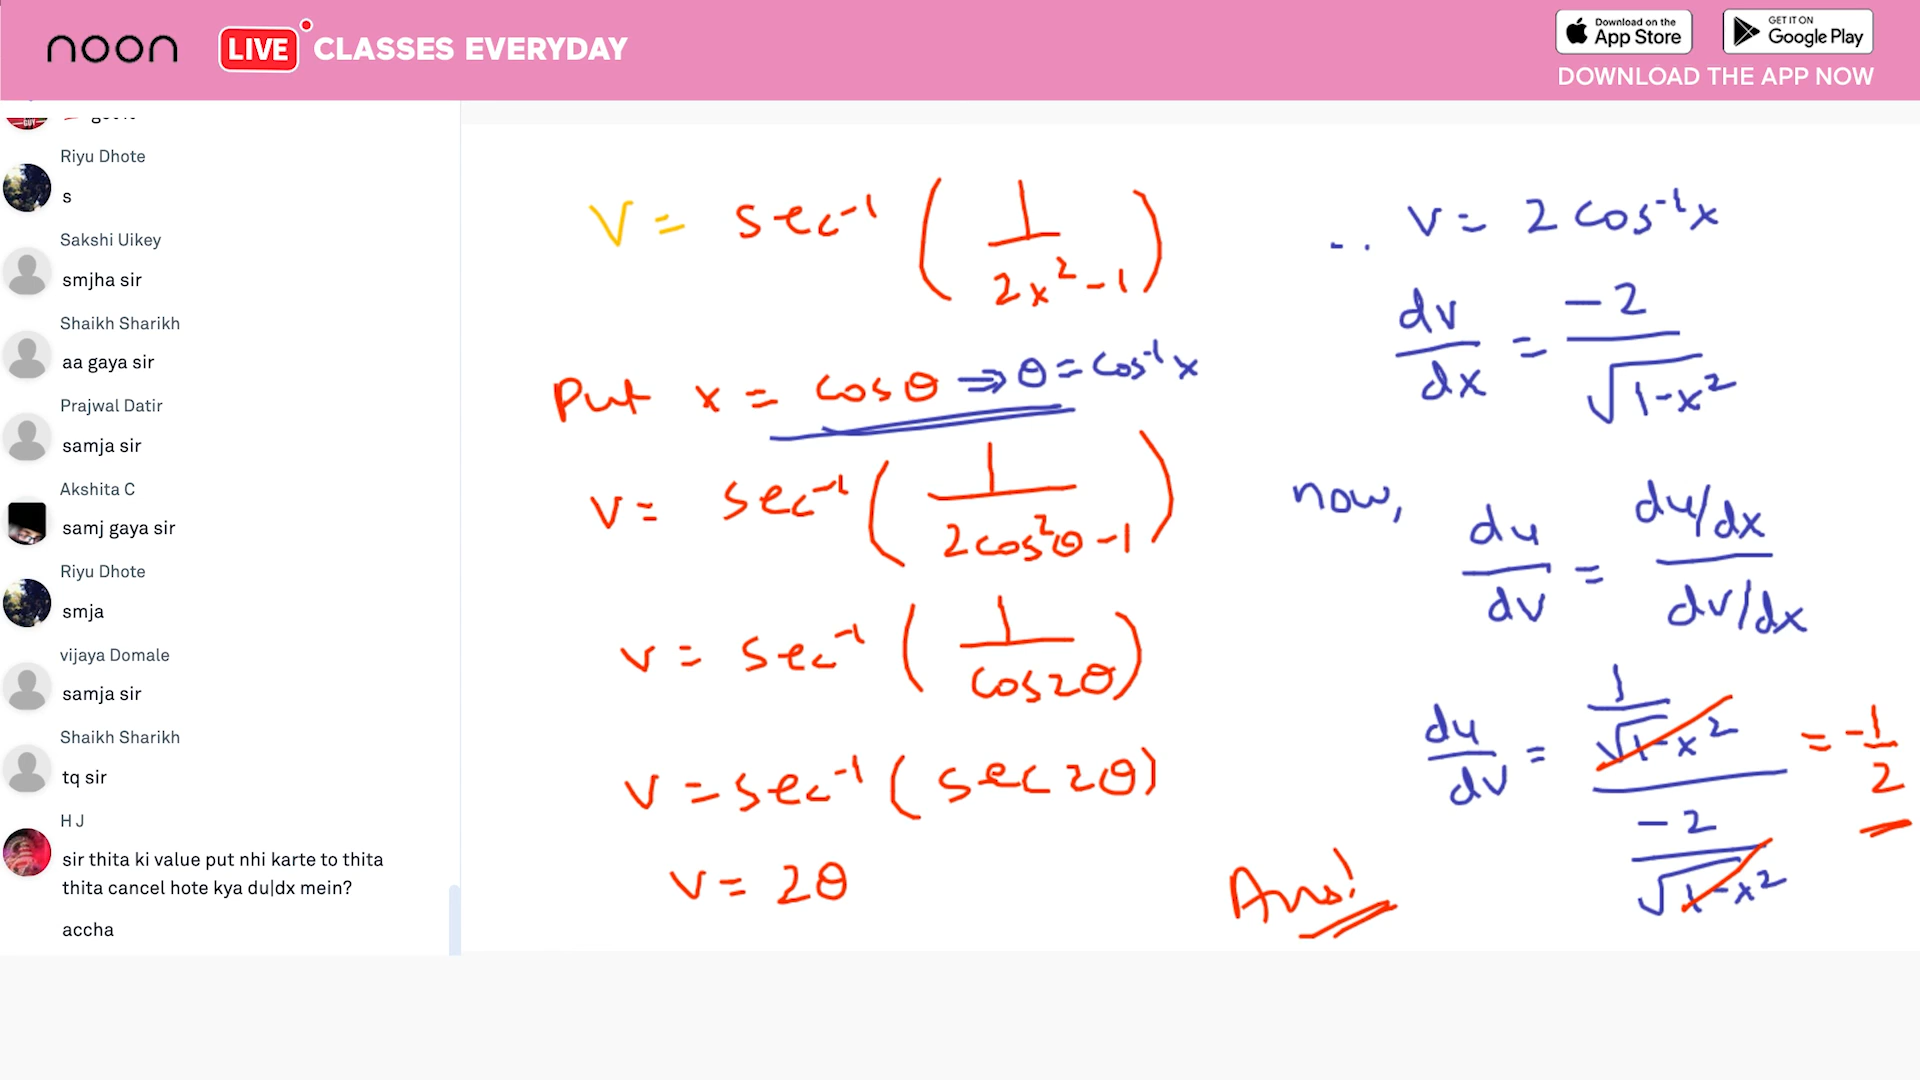 noon LIVE CLASSES EVERYDAY
Download on the App Store
GET IT ON Google Play
DOWNLOAD THE APP NOW
Riyu Dhote
s
Sakshi Uikey
smjha sir
Shaikh Sharikh
aa gaya sir
Prajwal Datir
samja sir
Akshita C
samj gaya sir
Riyu Dhote
smja
vijaya Domale
samja sir
Shaikh Sharikh
tq sir
H J
sir thita ki value put nhi karte to thita
thita cancel hote kya du|dx mein?
accha
V = sec⁻¹ (1 / (2x² - 1))
Put x = cosθ ⇒ θ = cos⁻¹x
v = sec⁻¹ (1 / (2cos²θ - 1))
v = sec⁻¹ (1 / cos2θ)
v = sec⁻¹ (sec2θ)
v = 2θ
.. v = 2cos⁻¹x
dv/dx = -2 / √(1-x²)
now,
du/dv = (du/dx) / (dv/dx)
du/dv = (1 / √(1-x²)) / (-2 / √(1-x²)) = -1/2
Ans!